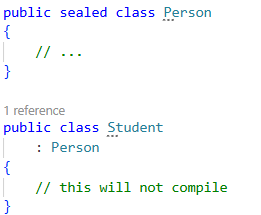 public sealed class Person
{
    // ...
}
1 reference
public class Student
    : Person
{
    // this will not compile
}